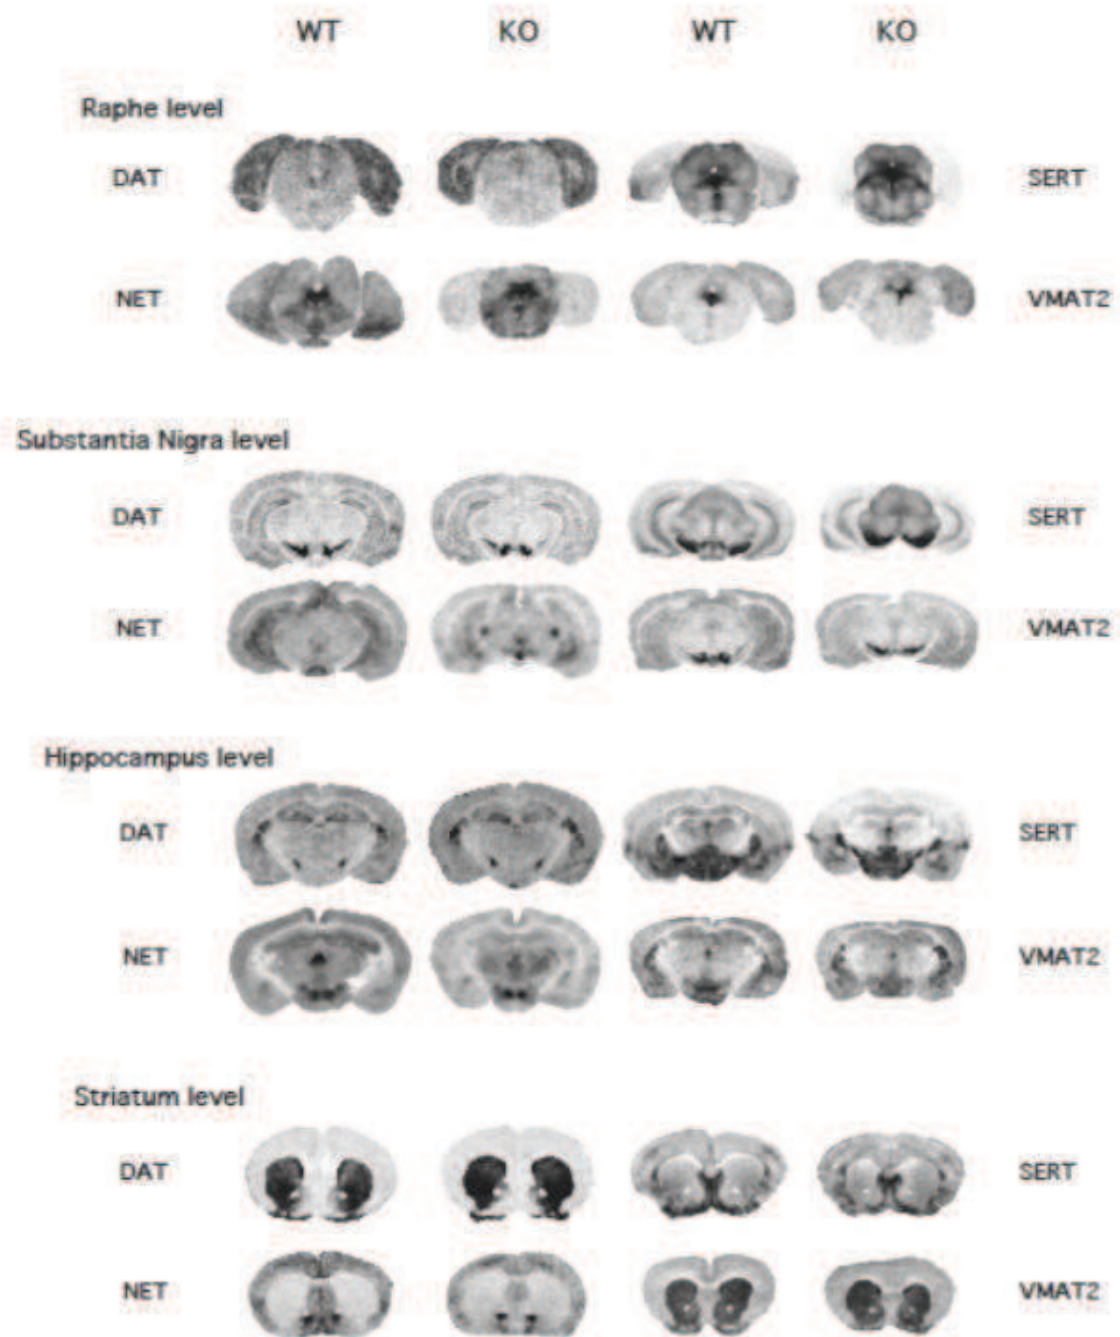 WT KO WT KO
Raphe level
DAT SERT
NET VMAT2
Substantia Nigra level
DAT SERT
NET VMAT2
Hippocampus level
DAT SERT
NET VMAT2
Striatum level
DAT SERT
NET VMAT2